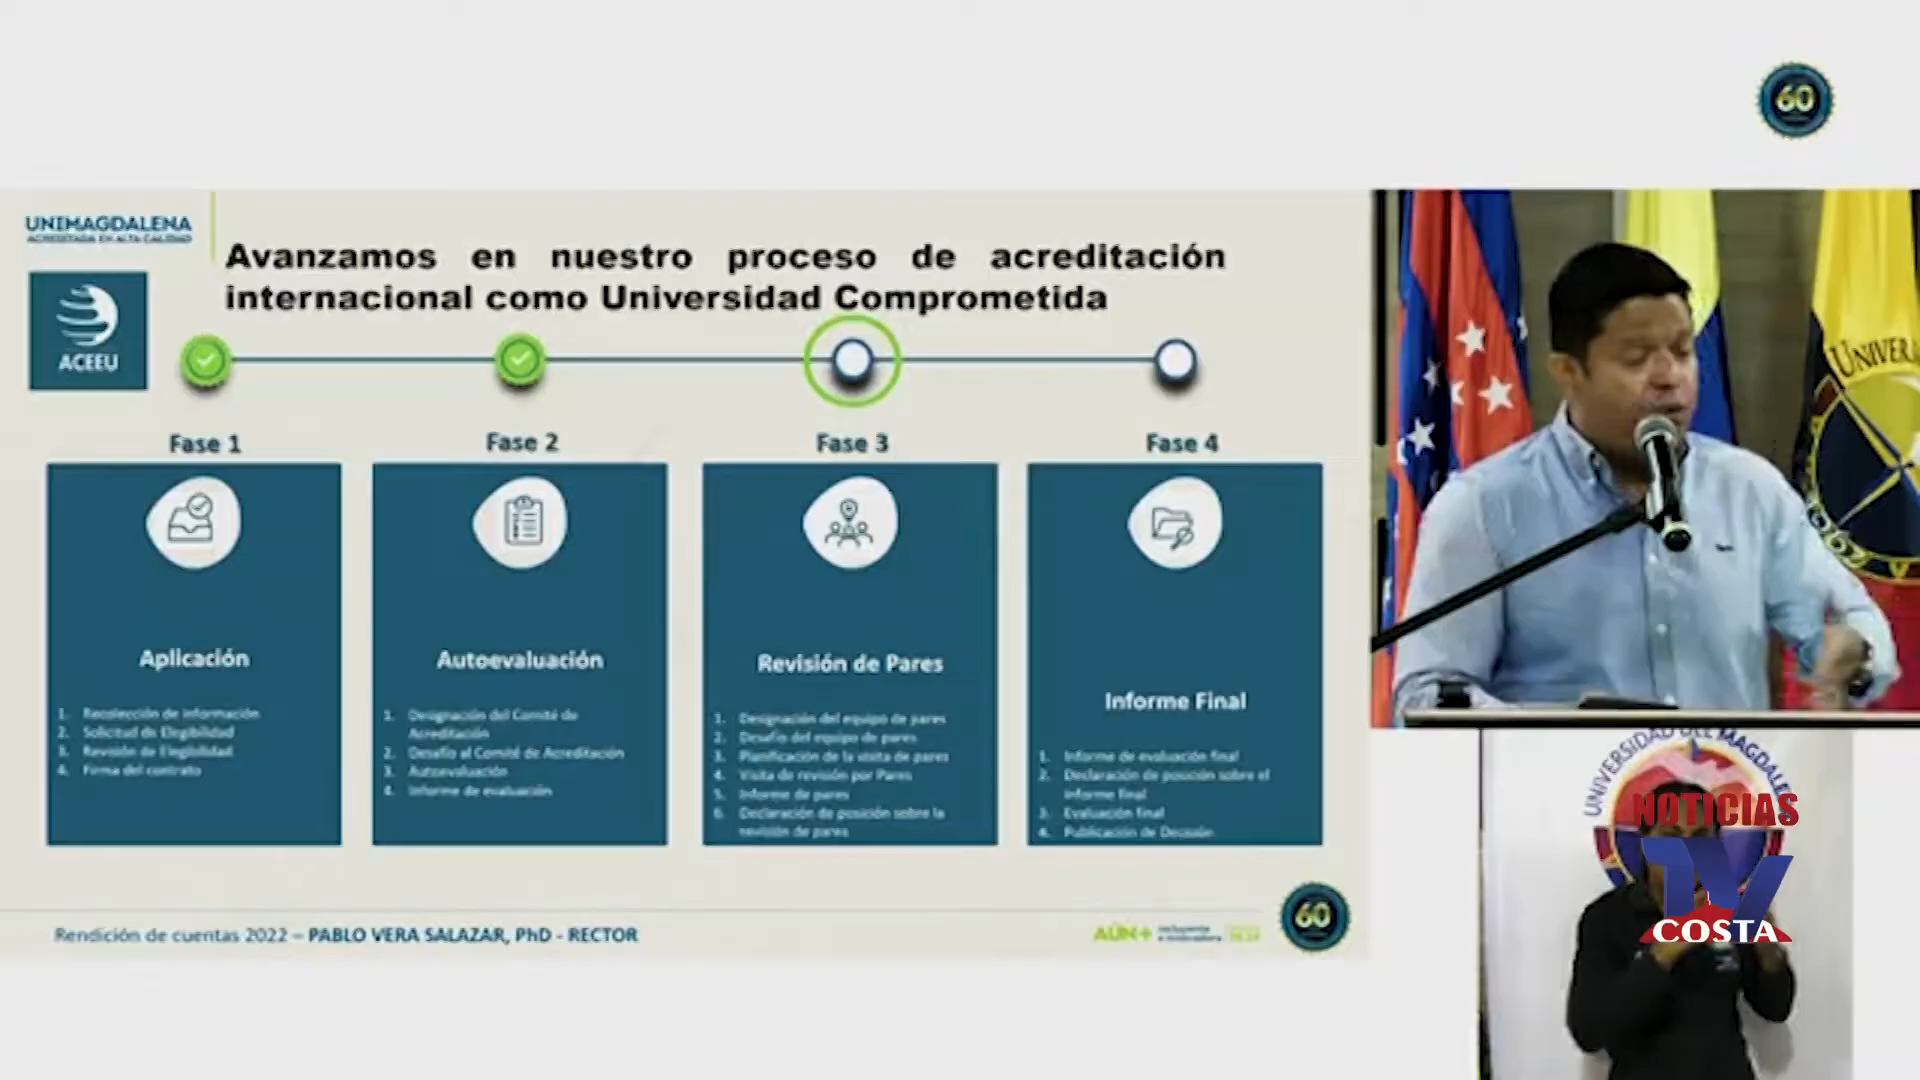 60
UNIMAGDALENA
ACREDITADA EN ALTA CALIDAD
ACEEU
Avanzamos en nuestro proceso de acreditación
internacional como Universidad Comprometida
Fase 1
Fase 2
Fase 3
Fase 4
Aplicación
1. Recolección de información
2. Solicitud de Elegibilidad
3. Revisión de Elegibilidad
4. Firma del contrato
Autoevaluación
1. Designación del Comité de
Acreditación
2. Desafío al Comité de Acreditación
3. Autoevaluación
4. Informe de evaluación
Revisión de Pares
1. Designación del equipo de pares
2. Desafío del equipo de pares
3. Planificación de la visita de pares
4. Visita de revisión por Pares
5. Informe de pares
6. Declaración de posición sobre la
revisión de pares
Informe Final
1. Informe de evaluación final
2. Declaración de posición sobre el
informe final
3. Evaluación final
4. Publicación de Decisión
Rendición de cuentas 2022 – PABLO VERA SALAZAR, PhD - RECTOR
AÚN+
60
UNIVER
UNIVERSIDAD DEL MAGDALE
NOTICIAS
TV
COSTA